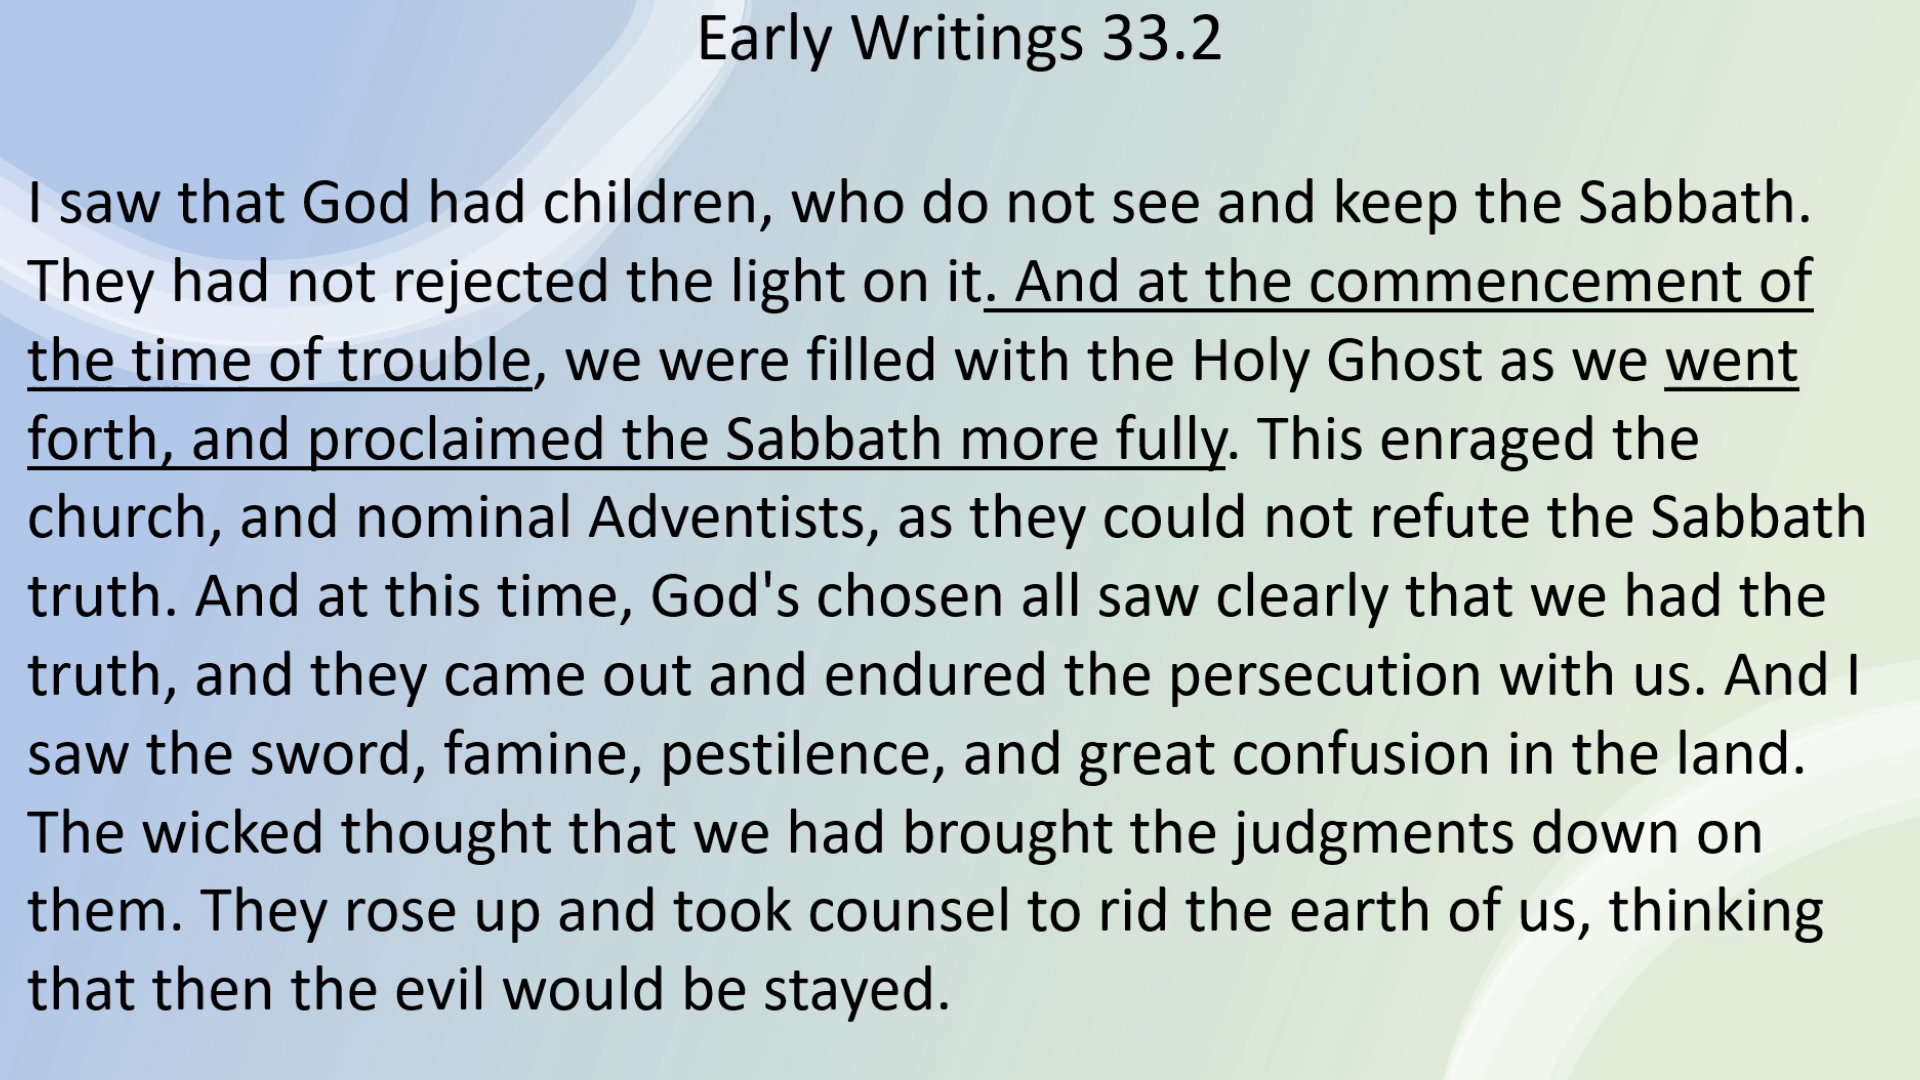 Early Writings 33.2
I saw that God had children, who do not see and keep the Sabbath.
They had not rejected the light on it. And at the commencement of
the time of trouble, we were filled with the Holy Ghost as we went
forth, and proclaimed the Sabbath more fully. This enraged the
church, and nominal Adventists, as they could not refute the Sabbath
truth. And at this time, God's chosen all saw clearly that we had the
truth, and they came out and endured the persecution with us. And I
saw the sword, famine, pestilence, and great confusion in the land.
The wicked thought that we had brought the judgments down on
them. They rose up and took counsel to rid the earth of us, thinking
that then the evil would be stayed.